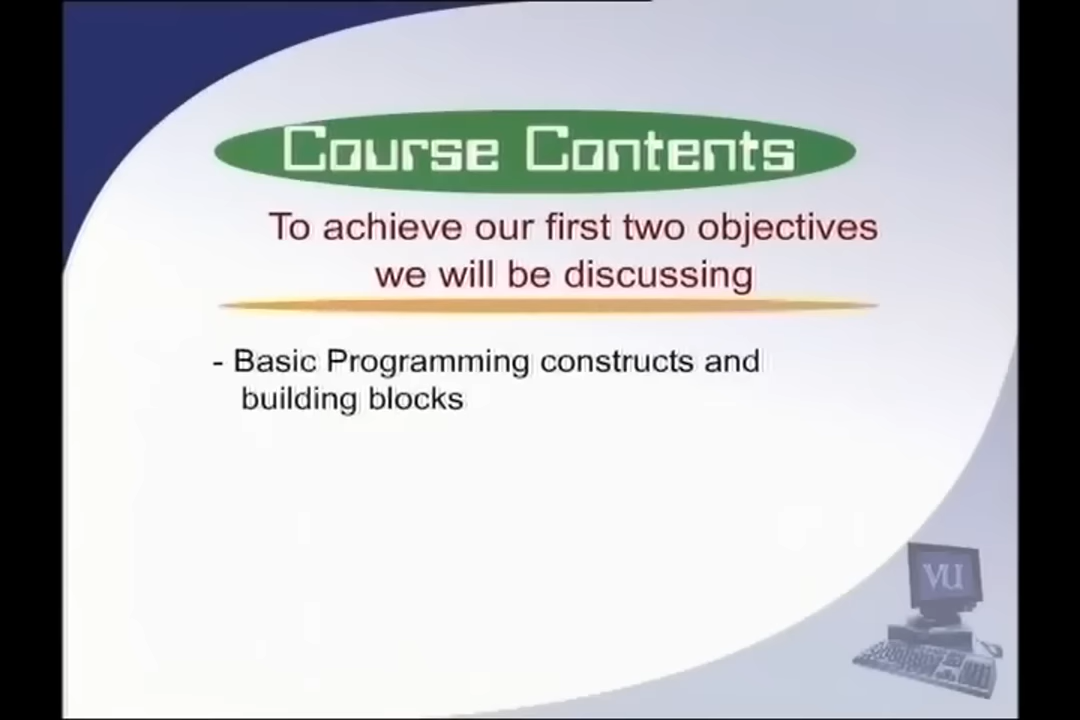 Course Contents
To achieve our first two objectives
we will be discussing
- Basic Programming constructs and
building blocks
VU